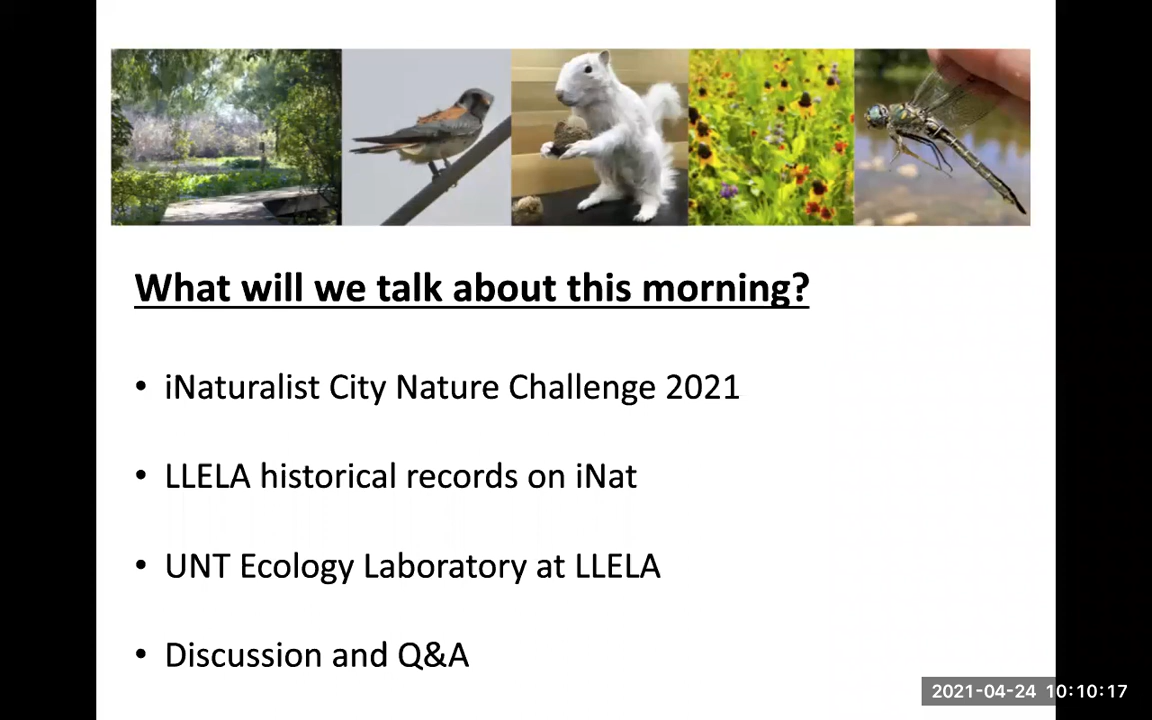 What will we talk about this morning?
• iNaturalist City Nature Challenge 2021
• LLELA historical records on iNat
• UNT Ecology Laboratory at LLELA
• Discussion and Q&A
2021-04-24 10:10:17